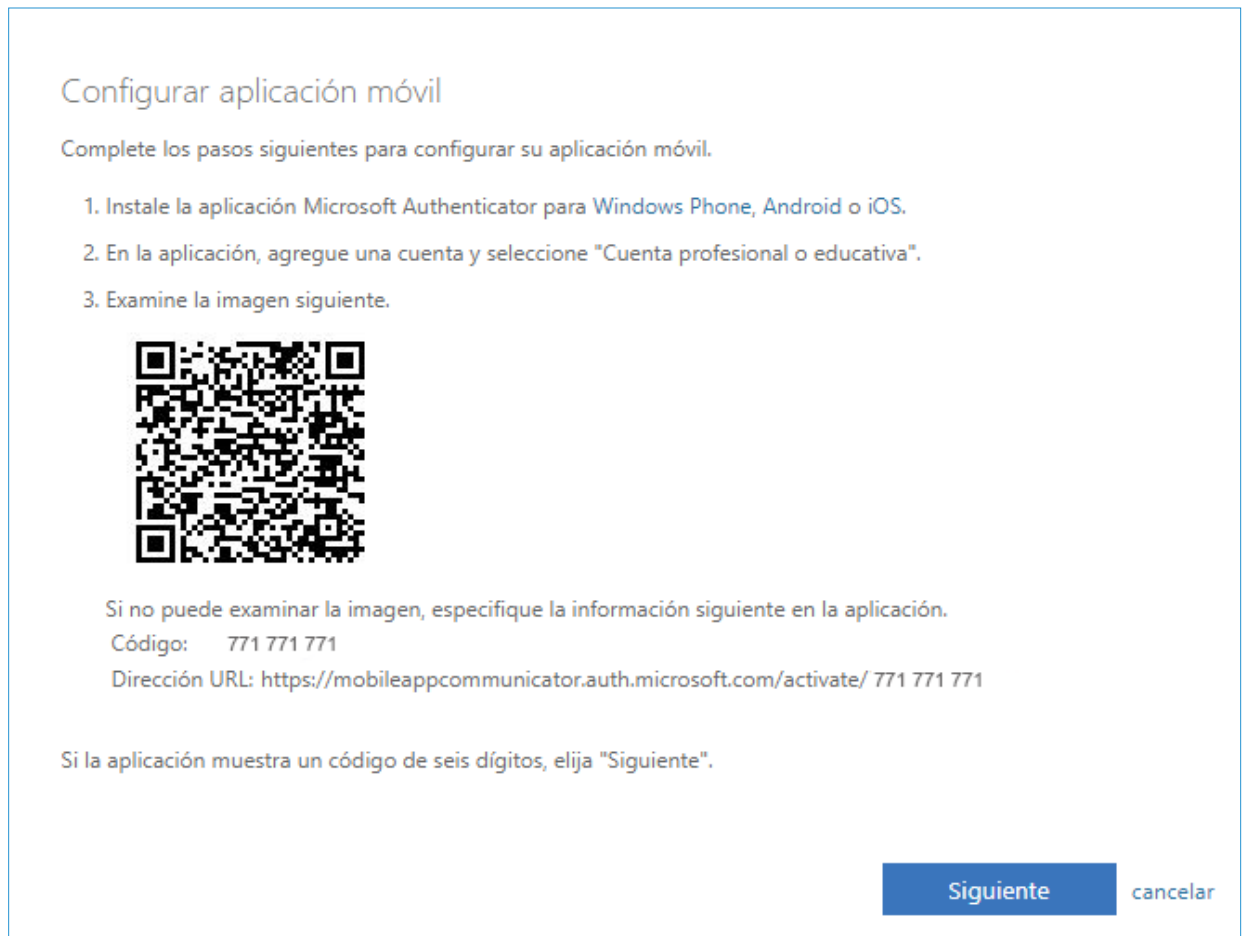 Configurar aplicación móvil
Complete los pasos siguientes para configurar su aplicación móvil.
1. Instale la aplicación Microsoft Authenticator para Windows Phone, Android o iOS.
2. En la aplicación, agregue una cuenta y seleccione "Cuenta profesional o educativa".
3. Examine la imagen siguiente.
Si no puede examinar la imagen, especifique la información siguiente en la aplicación.
Código: 771 771 771
Dirección URL: https://mobileappcommunicator.auth.microsoft.com/activate/ 771 771 771
Si la aplicación muestra un código de seis dígitos, elija "Siguiente".
Siguiente cancelar